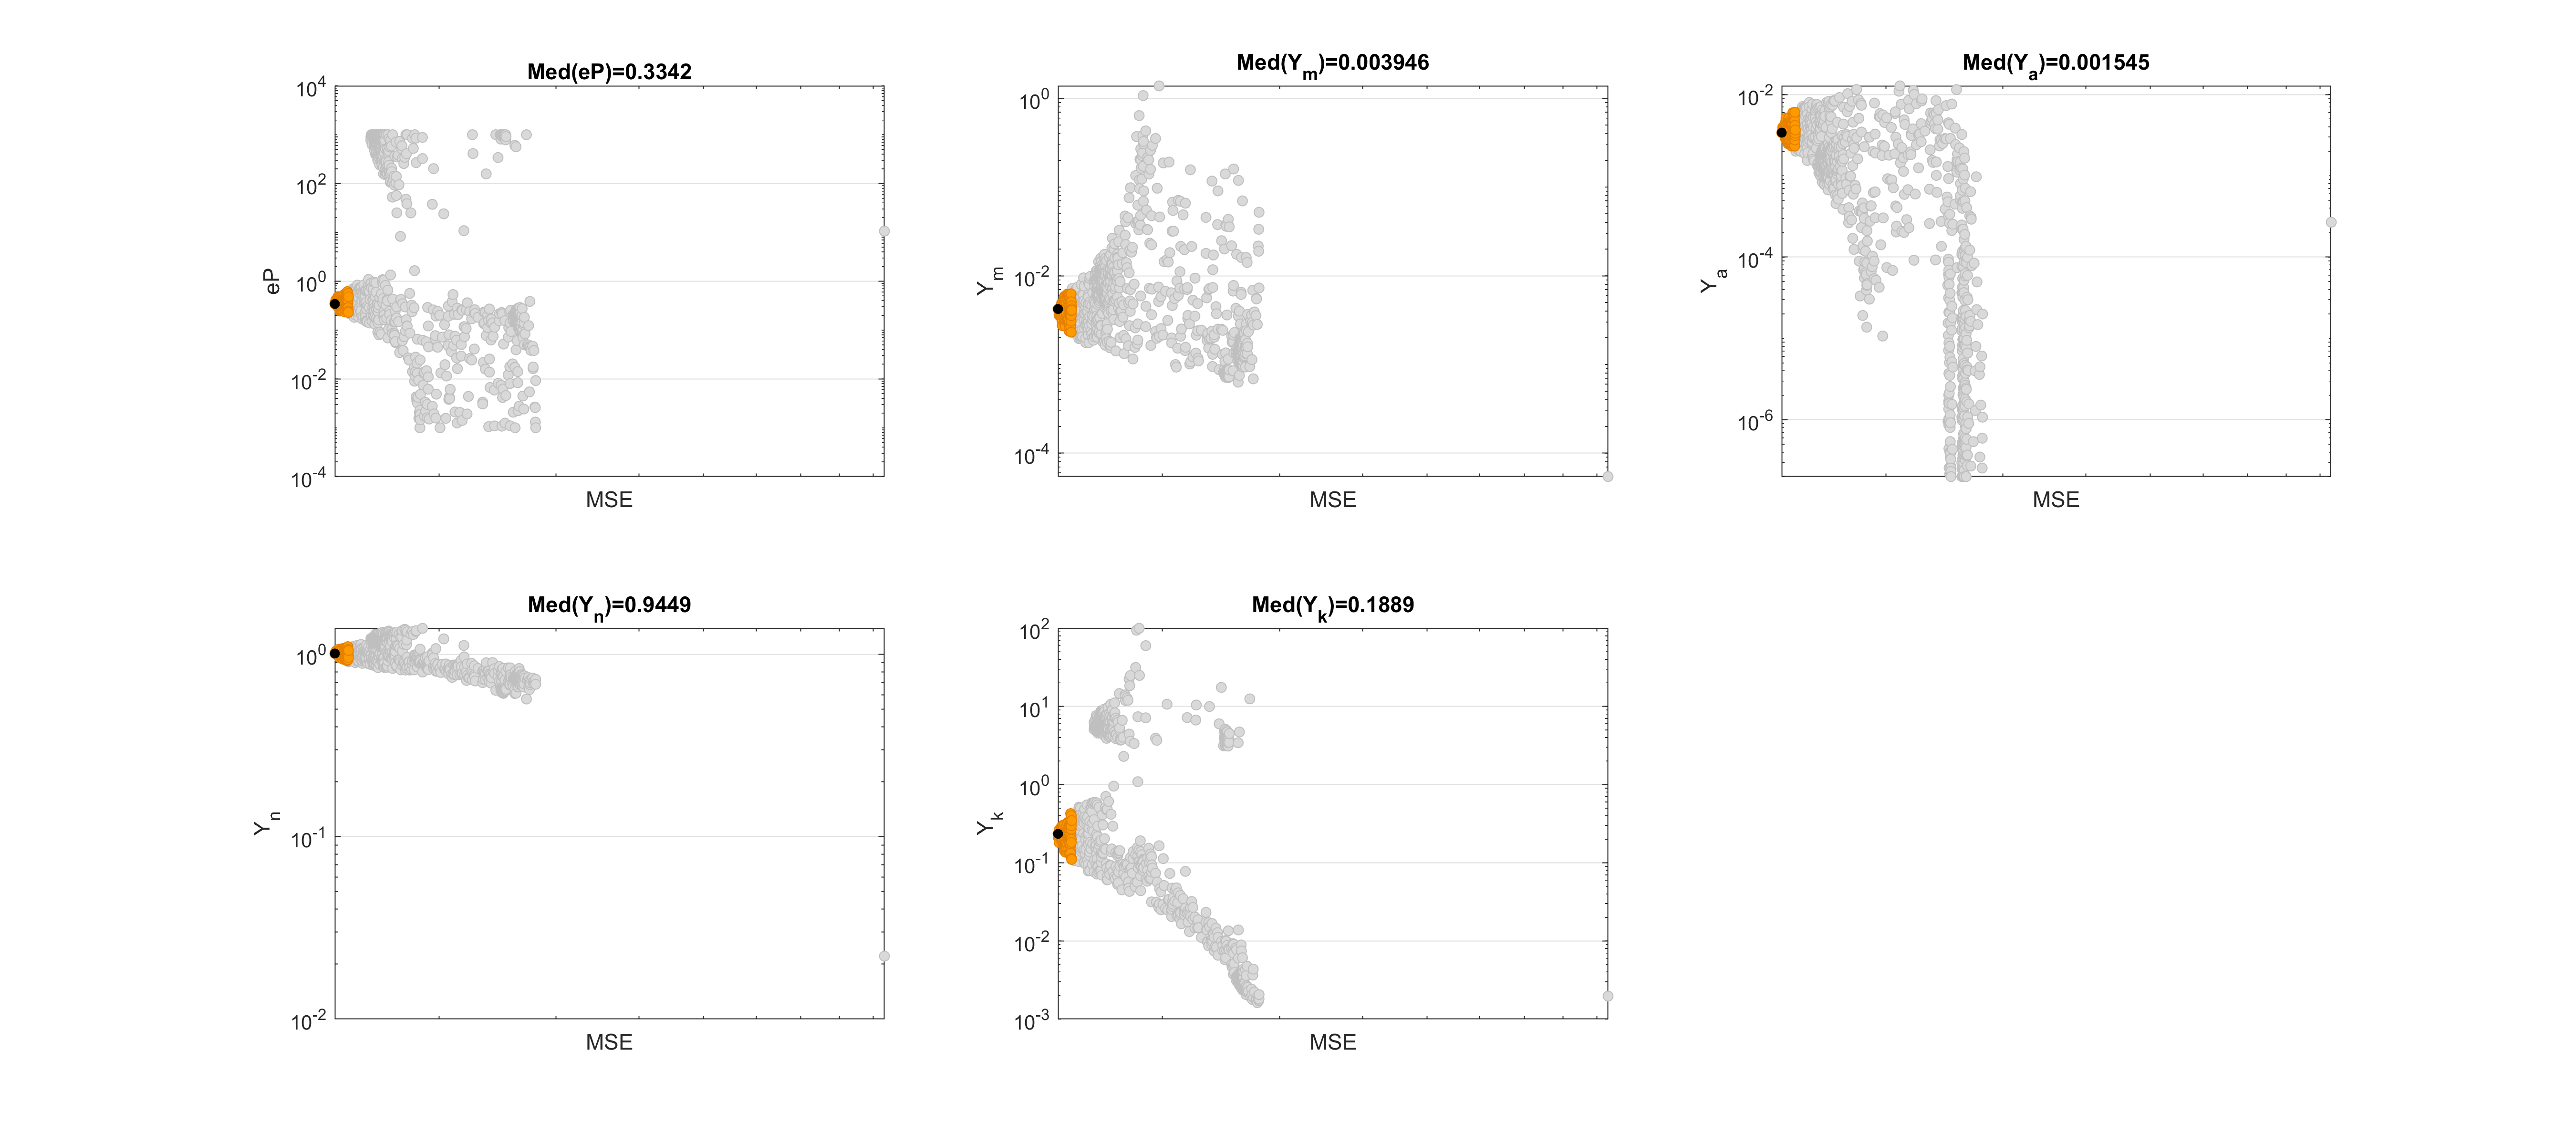 Med(eP)=0.3342
10^4
10^2
10^0
10^-2
10^-4
eP
MSE
Med(Y_m)=0.003946
10^0
10^-2
10^-4
Y_m
MSE
Med(Y_a)=0.001545
10^-2
10^-4
10^-6
Y_a
MSE
Med(Y_n)=0.9449
10^0
10^-1
10^-2
Y_n
MSE
Med(Y_k)=0.1889
10^2
10^1
10^0
10^-1
10^-2
10^-3
Y_k
MSE